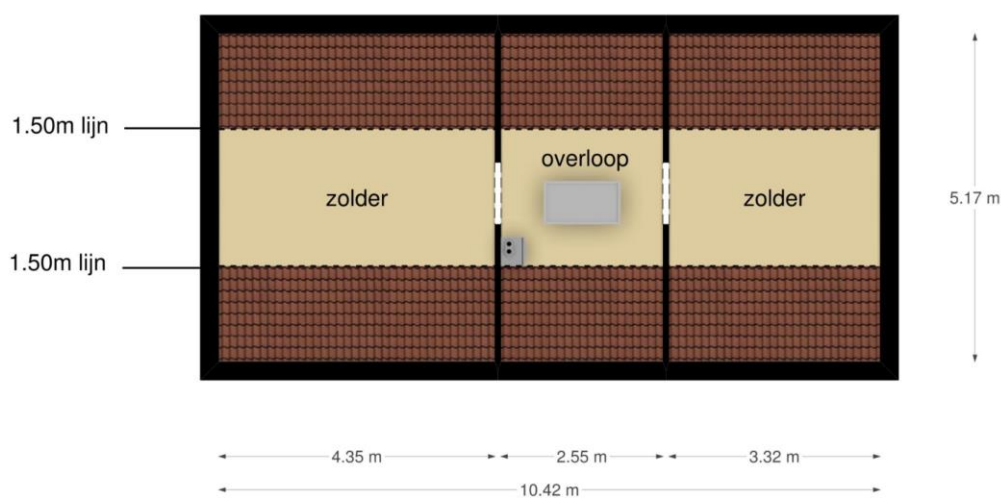 1.50m lijn
overloop
zolder
zolder
5.17 m
1.50m lijn
4.35 m
2.55 m
3.32 m
10.42 m